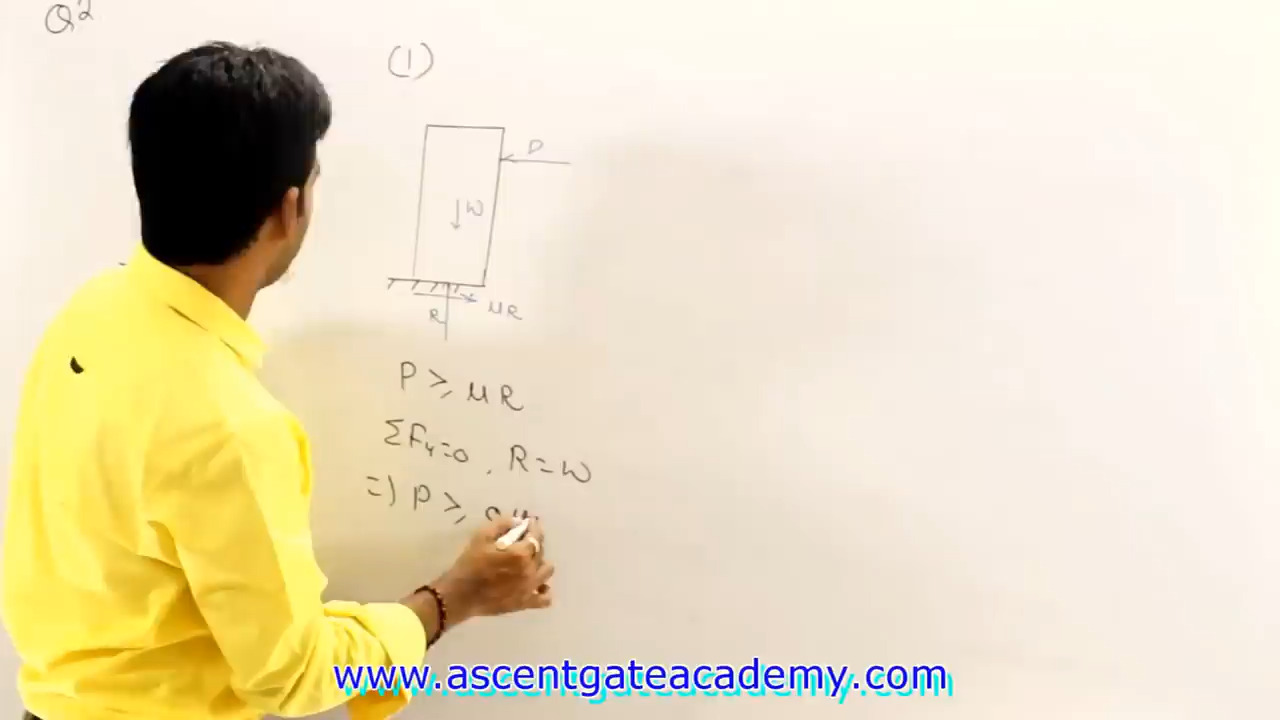 Q2
(1)
P
W
R
μR
P ≥ μR
ΣFy=0, R=W
⇒) P ≥
www.ascentgateacademy.com